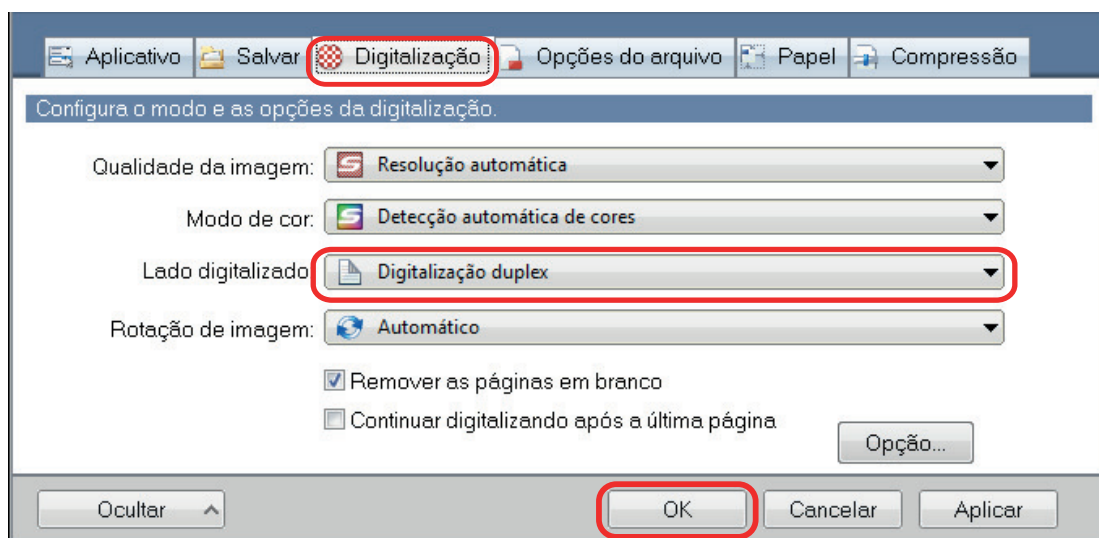 Aplicativo Salvar Digitalização Opções do arquivo Papel Compressão
Configura o modo e as opções da digitalização.
Qualidade da imagem: Resolução automática
Modo de cor: Detecção automática de cores
Lado digitalizado Digitalização duplex
Rotação de imagem: Automático
Remover as páginas em branco
Continuar digitalizando após a última página
Opção...
Ocultar OK Cancelar Aplicar